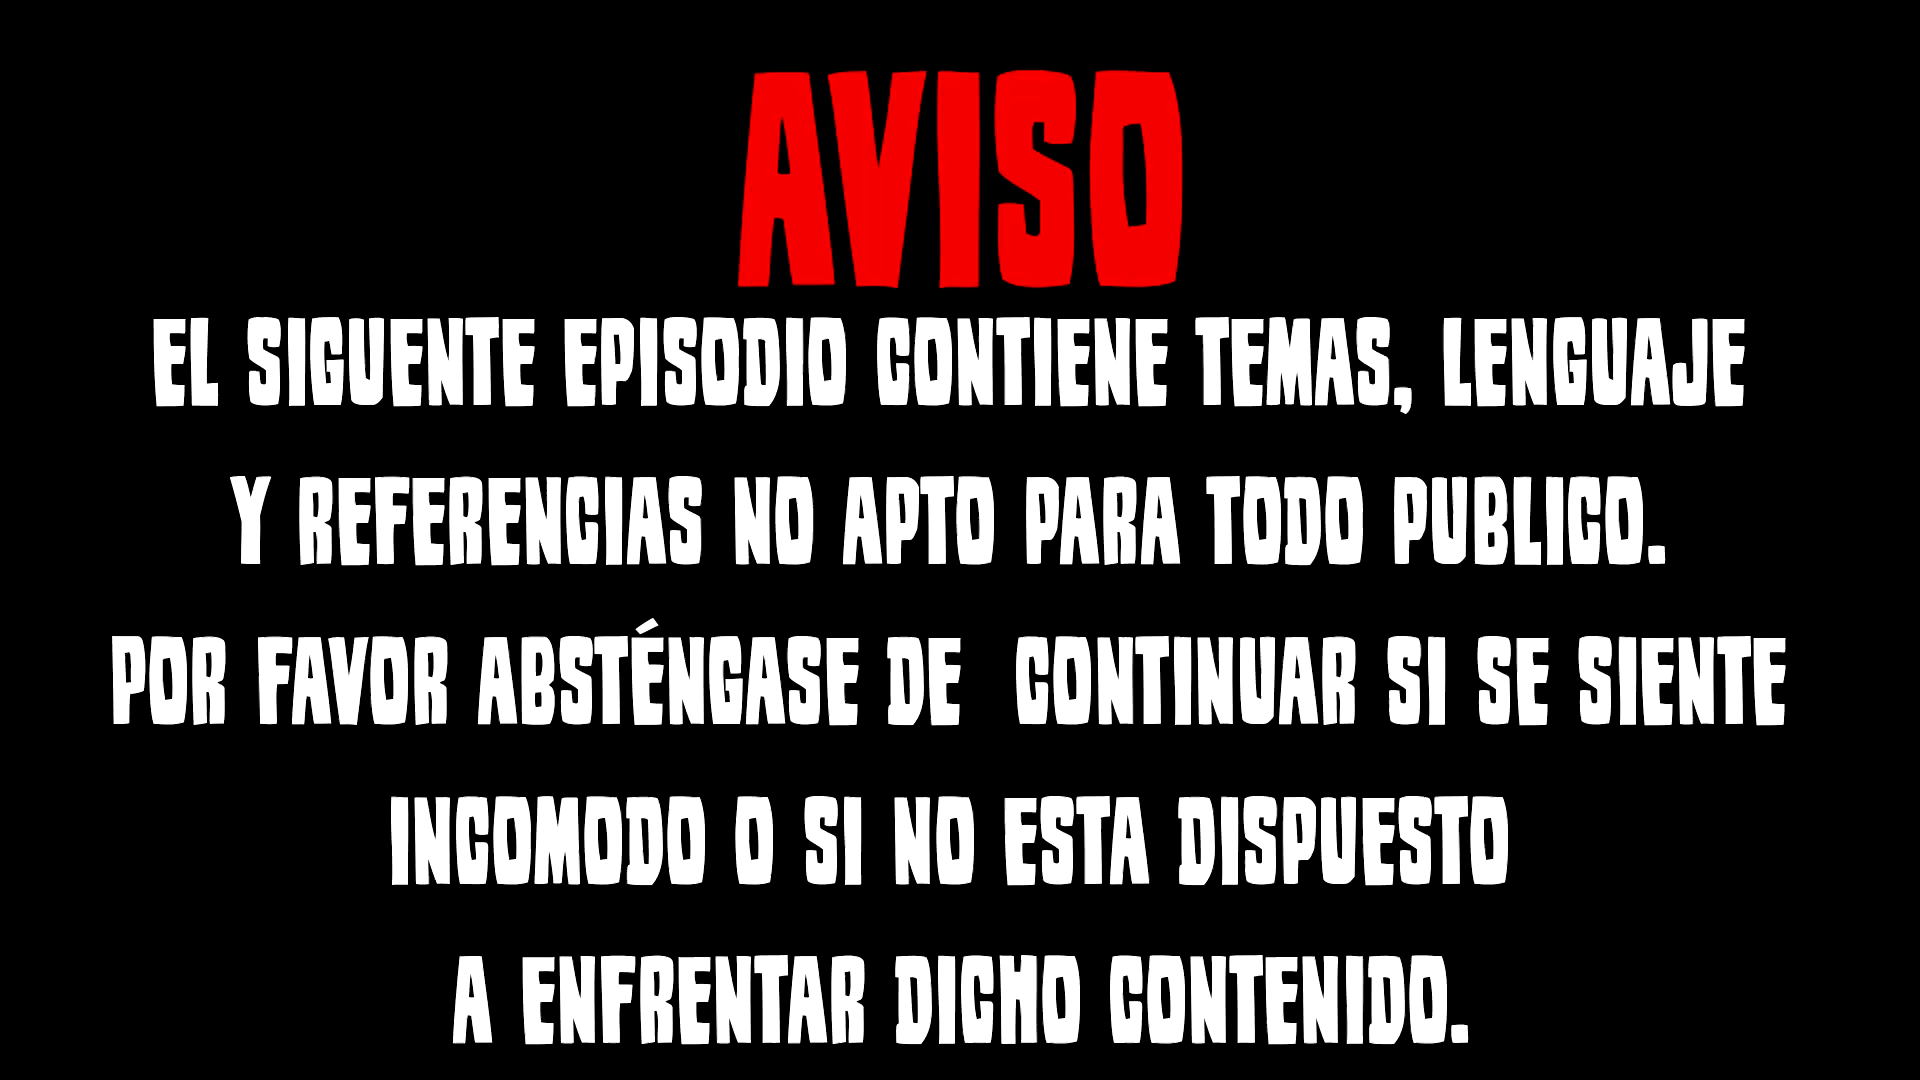 AVISO
EL SIGUENTE EPISODIO CONTIENE TEMAS, LENGUAJE
Y REFERENCIAS NO APTO PARA TODO PUBLICO.
POR FAVOR ABSTÉNGASE DE  CONTINUAR SI SE SIENTE
INCOMODO O SI NO ESTA DISPUESTO
A ENFRENTAR DICHO CONTENIDO.